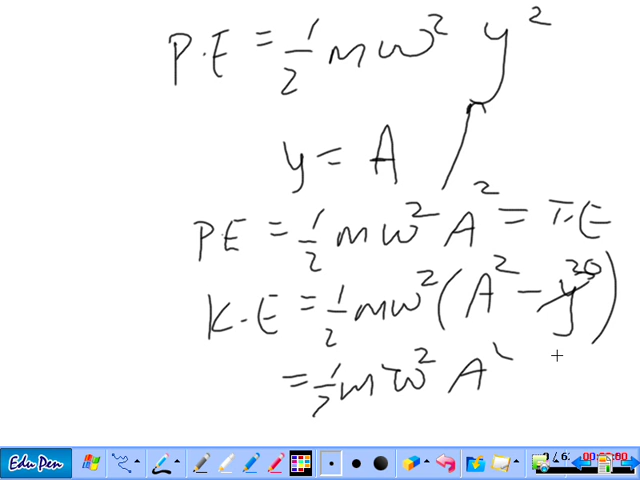 P.E = 1/2 mω² y²
y = A
PE = 1/2 mω² A² = T.E
K.E = 1/2 mω² (A² - y²)
= 1/2 mω² A²
Edu Pen